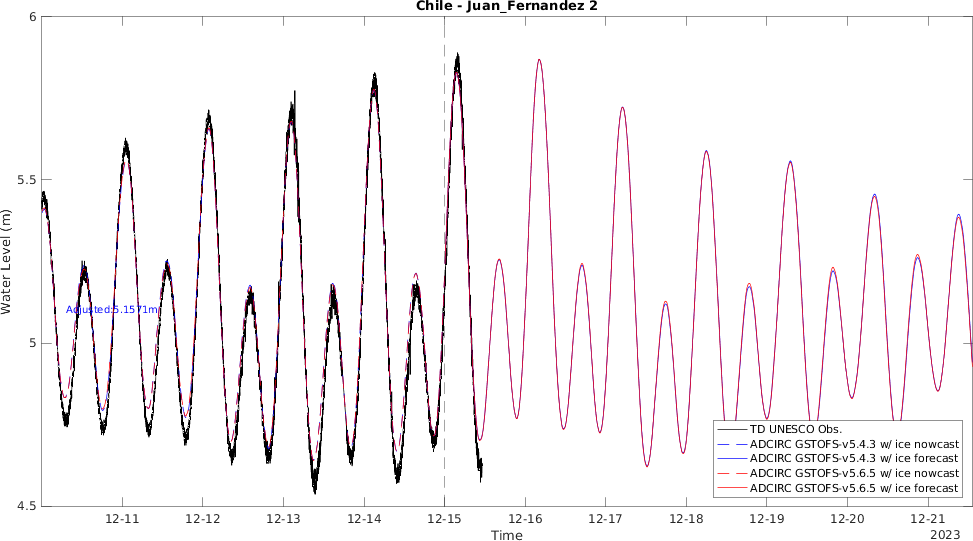 Chile - Juan_Fernandez 2
6
5.5
5
4.5
Water Level (m)
Adjusted:5.1571m
TD UNESCO Obs.
ADCIRC GSTOFS-v5.4.3 w/ ice nowcast
ADCIRC GSTOFS-v5.4.3 w/ ice forecast
ADCIRC GSTOFS-v5.6.5 w/ ice nowcast
ADCIRC GSTOFS-v5.6.5 w/ ice forecast
12-11 12-12 12-13 12-14 12-15 12-16 12-17 12-18 12-19 12-20 12-21
Time
2023